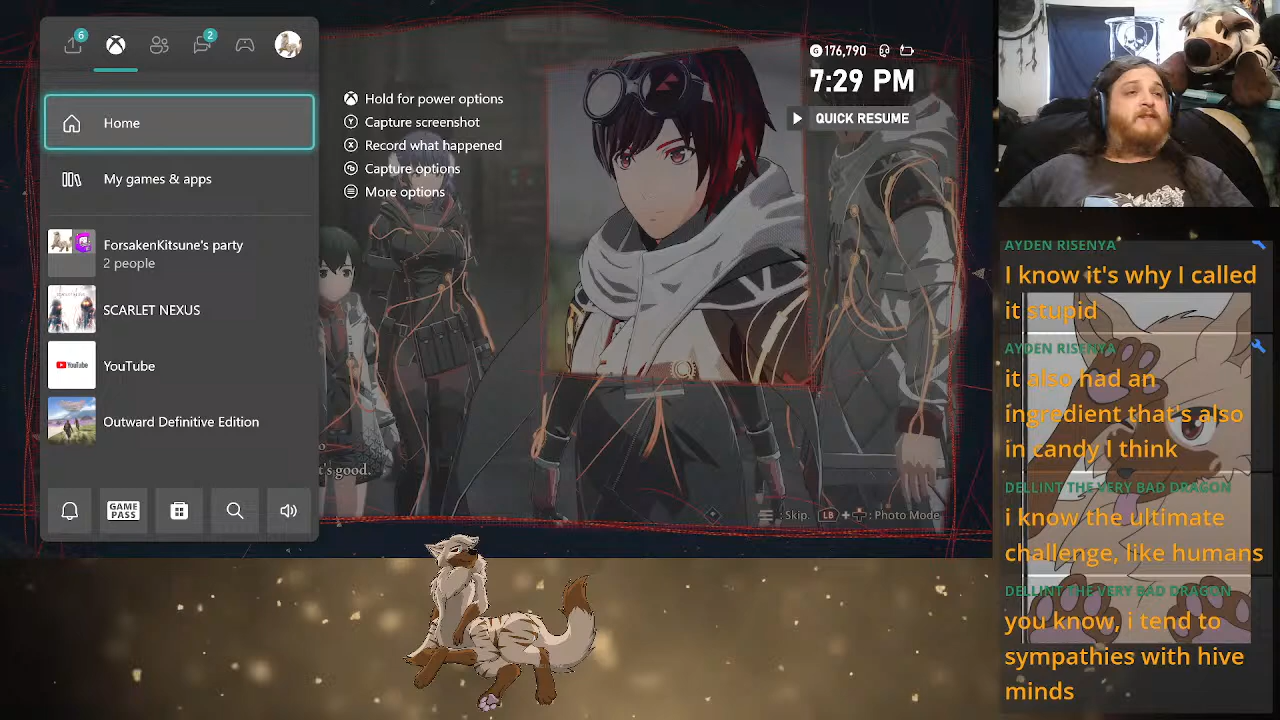 6
2
Home
My games & apps
ForsakenKitsune's party
2 people
SCARLET NEXUS
YouTube
YouTube
Outward Definitive Edition
GAME
PASS
Hold for power options
Capture screenshot
Record what happened
Capture options
More options
G 176,790
7:29 PM
QUICK RESUME
t's good.
: Skip. LB + : Photo Mode
AYDEN RISENYA
I know it's why I called
it stupid
AYDEN RISENYA
it also had an
ingredient that's also
in candy I think
DELLINT THE VERY BAD DRAGON
i know the ultimate
challenge, like humans
DELLINT THE VERY BAD DRAGON
you know, i tend to
sympathies with hive
minds